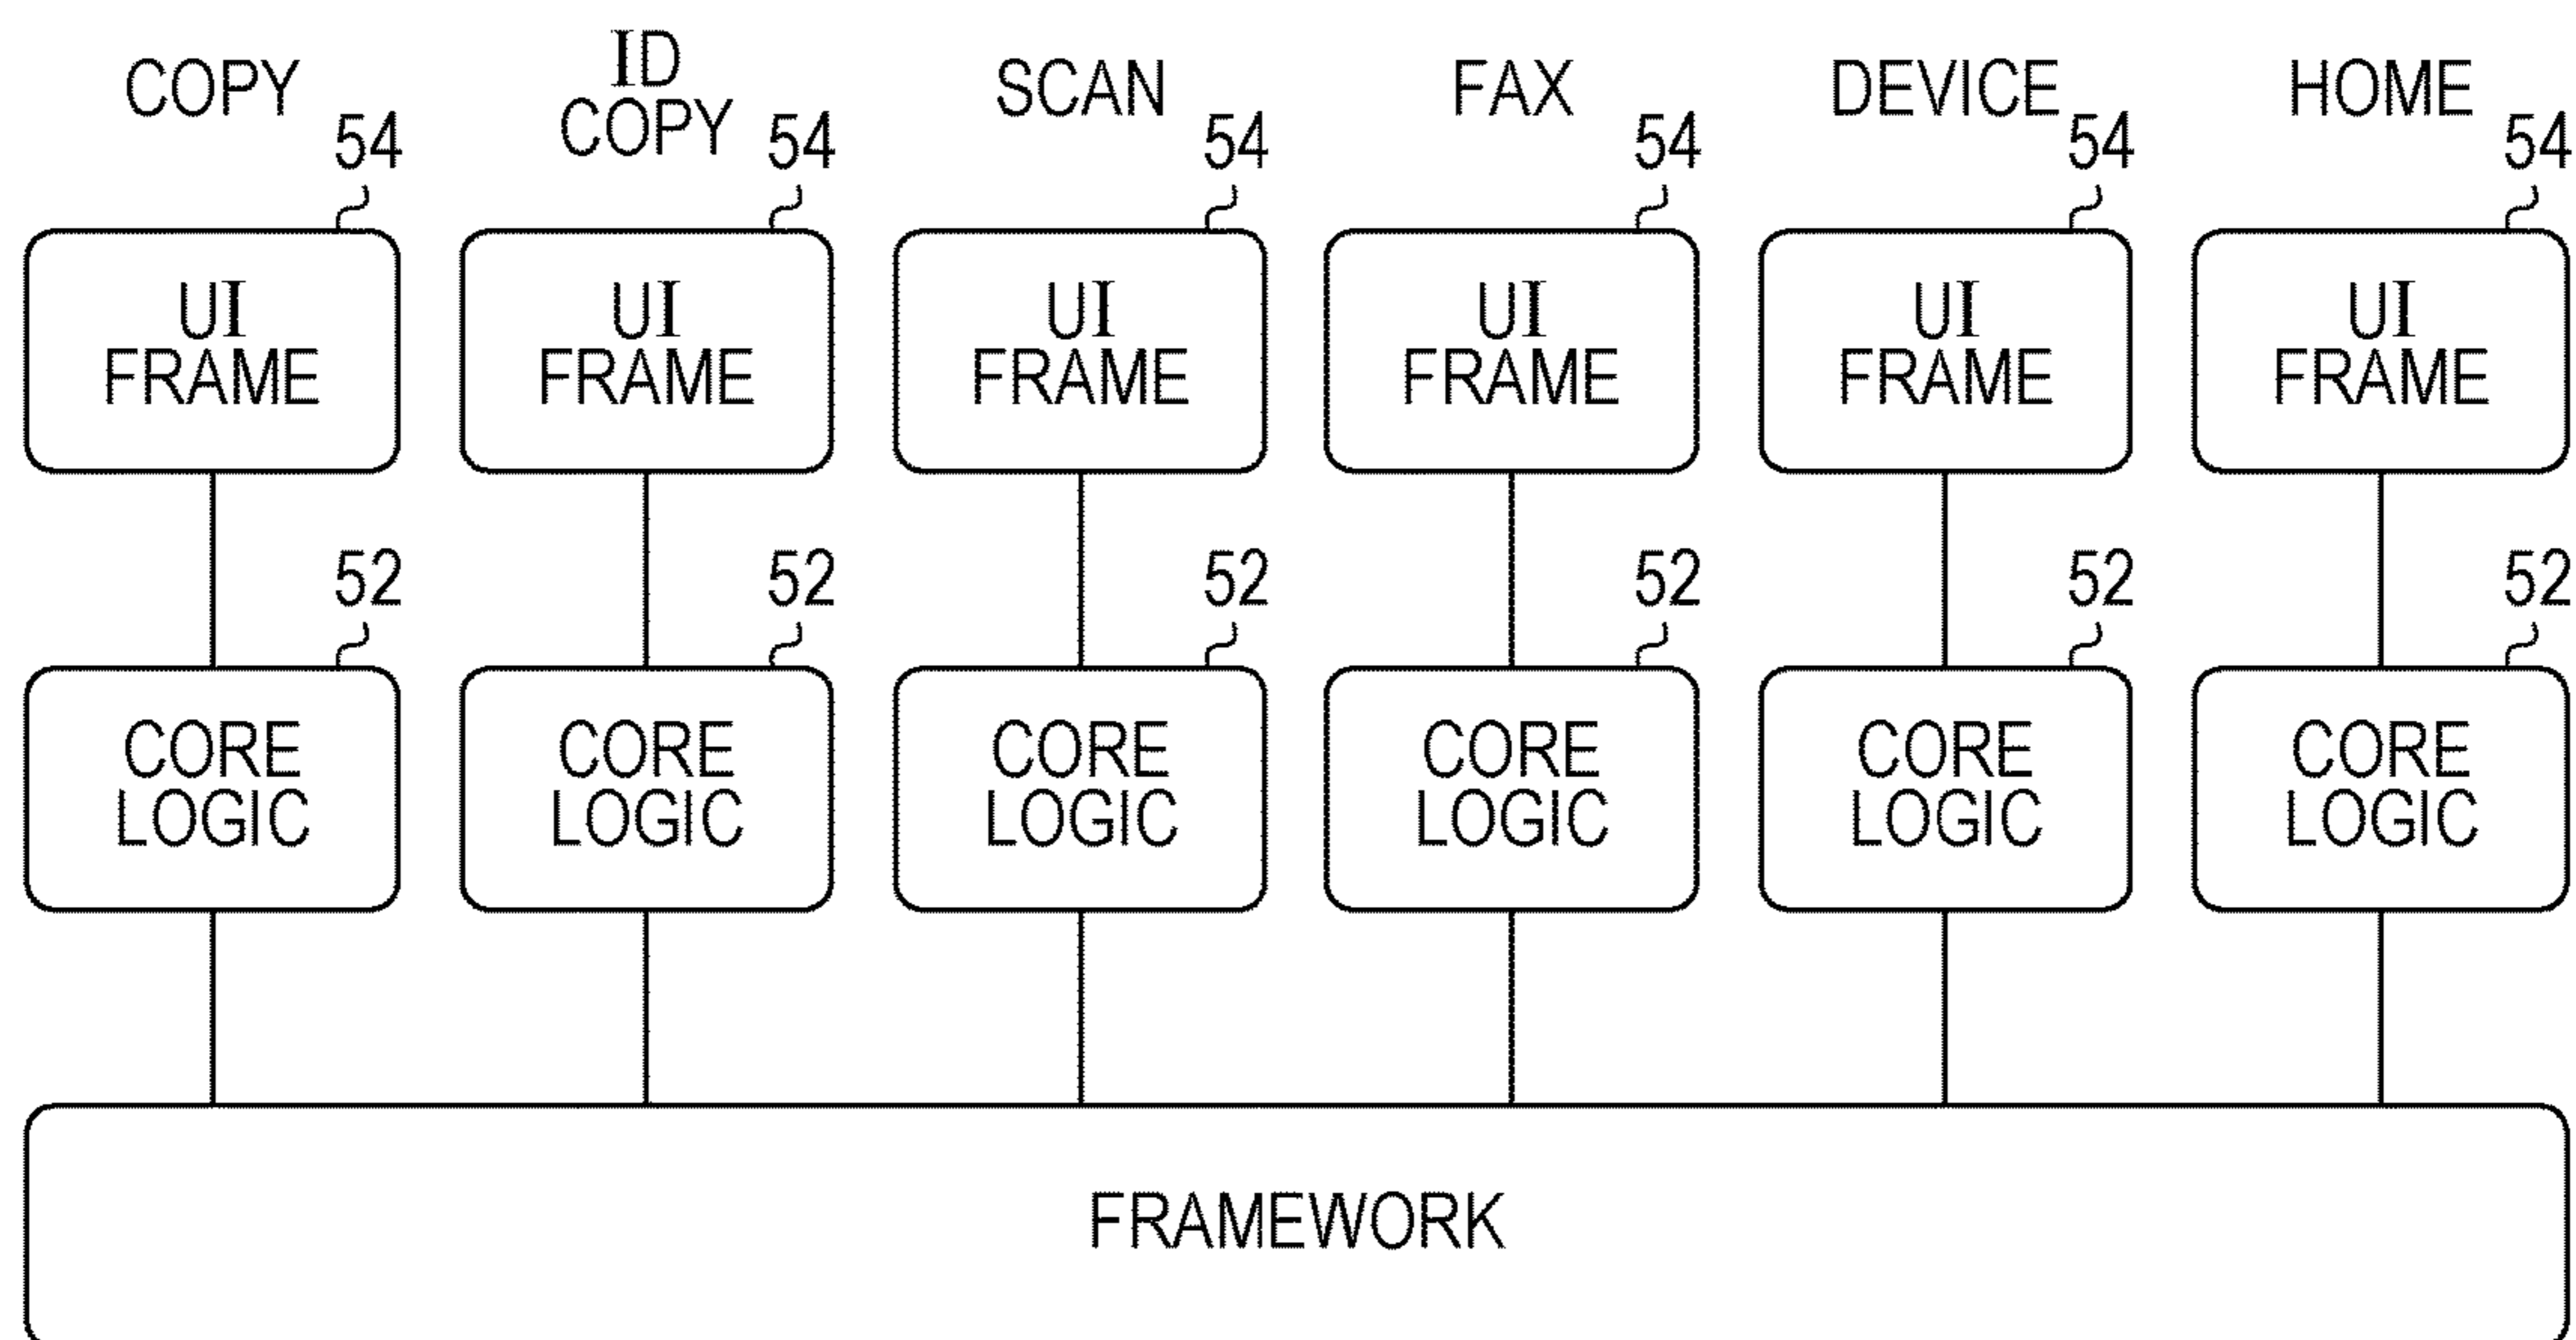 COPY
ID
COPY
SCAN
FAX
DEVICE
HOME
54
54
54
54
54
54
UI
FRAME
UI
FRAME
UI
FRAME
UI
FRAME
UI
FRAME
UI
FRAME
52
52
52
52
52
52
CORE
LOGIC
CORE
LOGIC
CORE
LOGIC
CORE
LOGIC
CORE
LOGIC
CORE
LOGIC
FRAMEWORK